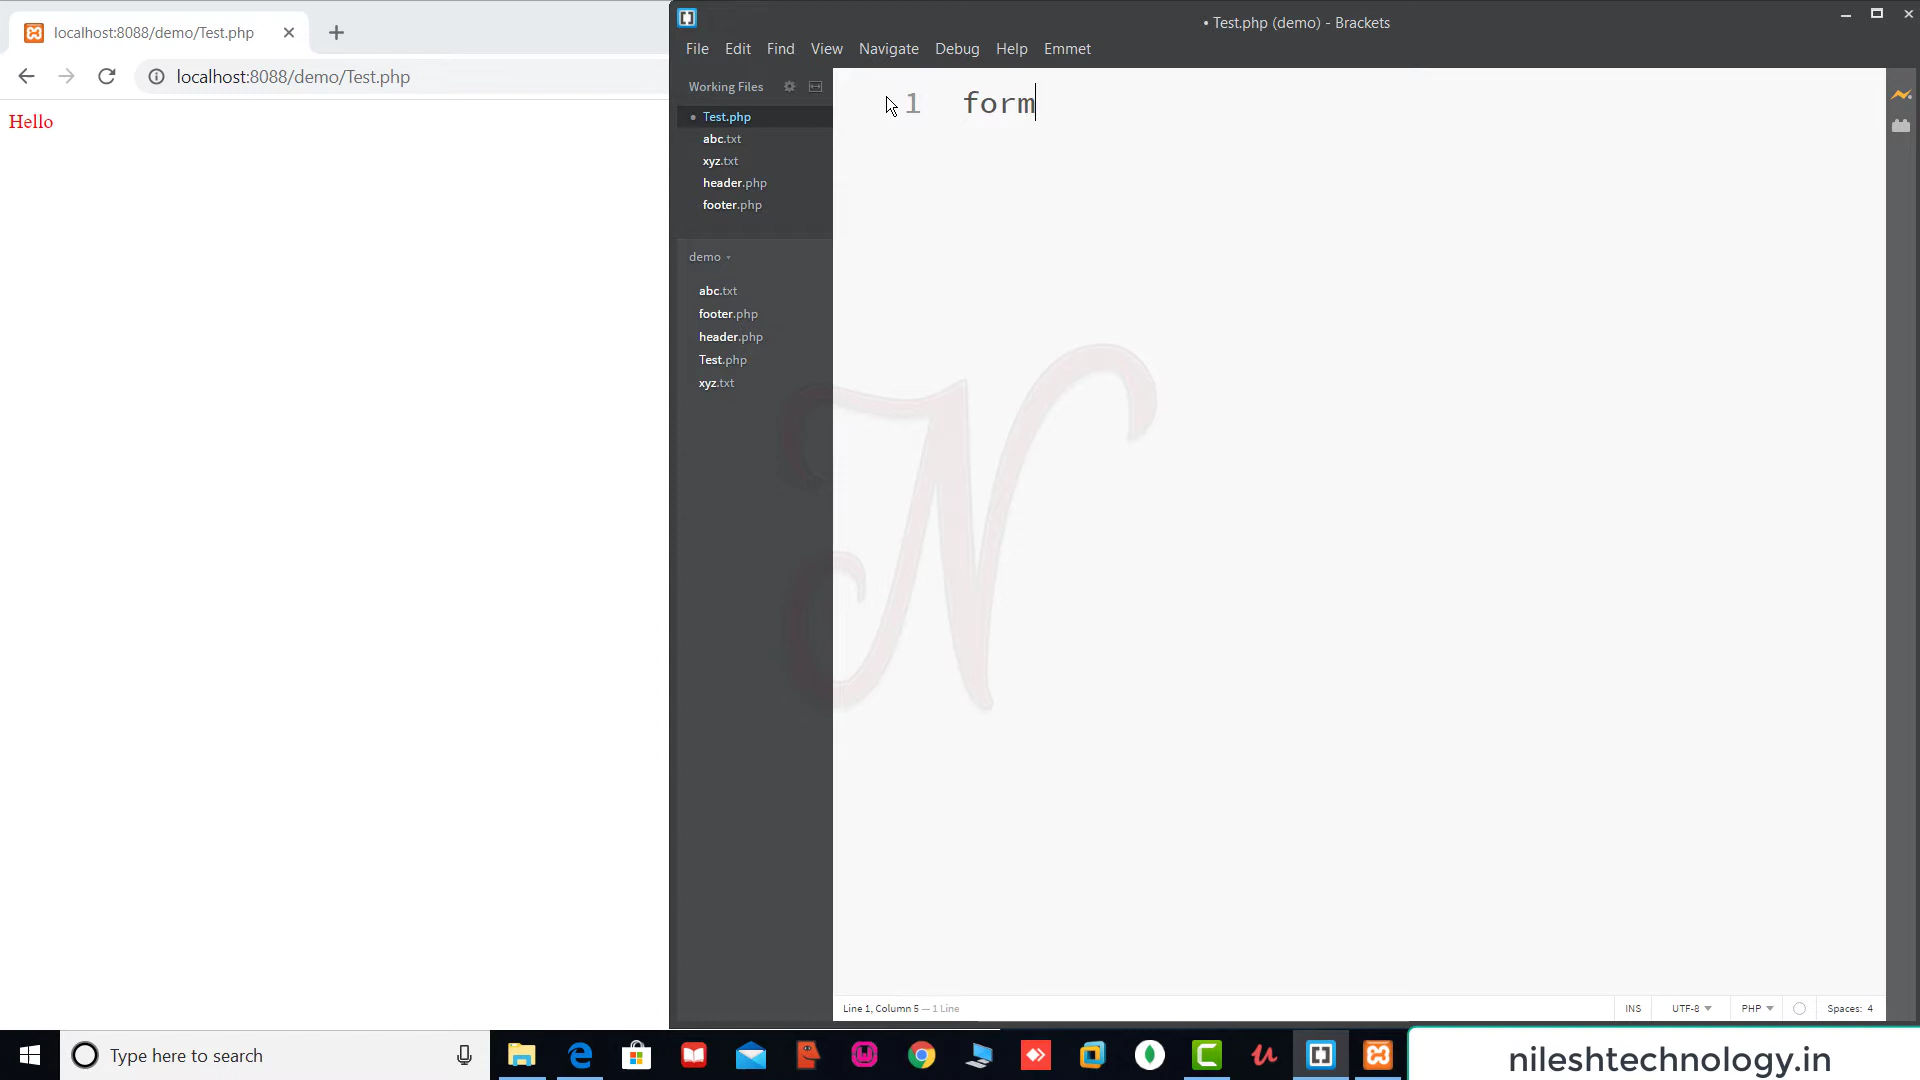 localhost:8088/demo/Test.php
localhost:8088/demo/Test.php
Hello
• Test.php (demo) - Brackets
File Edit Find View Navigate Debug Help Emmet
Working Files
Test.php
abc.txt
xyz.txt
header.php
footer.php
demo
abc.txt
footer.php
header.php
Test.php
xyz.txt
1 form
N
Line 1, Column 5 — 1 Line
INS UTF-8 PHP Spaces: 4
Type here to search
nileshtechnology.in